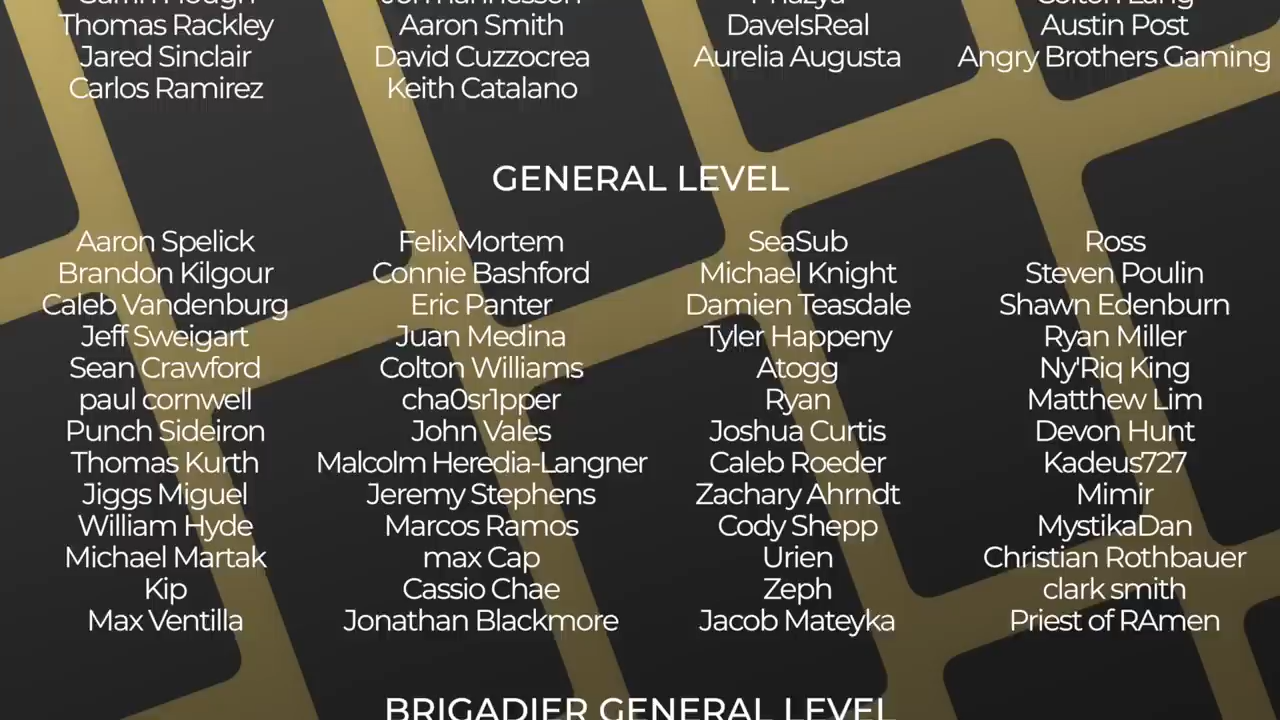 Thomas Rackley Aaron Smith DaveIsReal Austin Post
Jared Sinclair David Cuzzocrea Aurelia Augusta Angry Brothers Gaming
Carlos Ramirez Keith Catalano
GENERAL LEVEL
Aaron Spelick FelixMortem SeaSub Ross
Brandon Kilgour Connie Bashford Michael Knight Steven Poulin
Caleb Vandenburg Eric Panter Damien Teasdale Shawn Edenburn
Jeff Sweigart Juan Medina Tyler Happeny Ryan Miller
Sean Crawford Colton Williams Atogg Ny'Riq King
paul cornwell cha0sr1pper Ryan Matthew Lim
Punch Sideiron John Vales Joshua Curtis Devon Hunt
Thomas Kurth Malcolm Heredia-Langner Caleb Roeder Kadeus727
Jiggs Miguel Jeremy Stephens Zachary Ahrndt Mimir
William Hyde Marcos Ramos Cody Shepp MystikaDan
Michael Martak max Cap Urien Christian Rothbauer
Kip Cassio Chae Zeph clark smith
Max Ventilla Jonathan Blackmore Jacob Mateyka Priest of RAmen
BRIGADIER GENERAL LEVEL